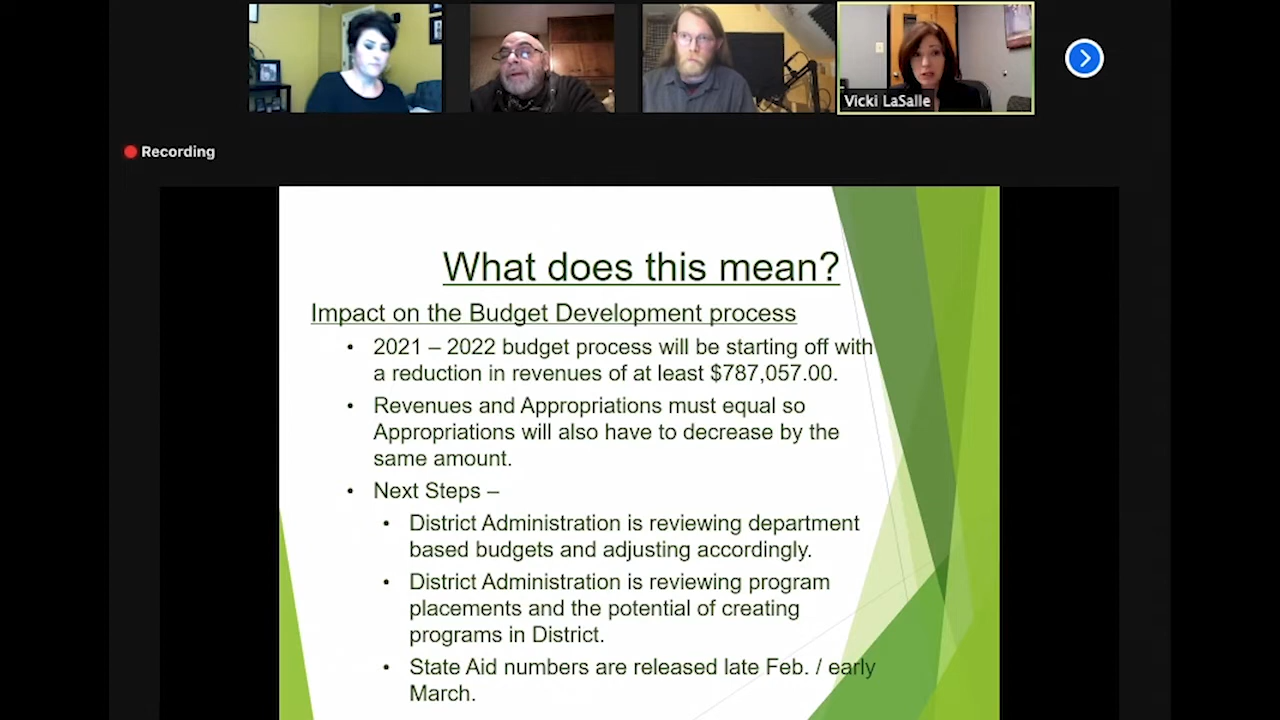 Vicki LaSalle
Recording
What does this mean?
Impact on the Budget Development process
• 2021 – 2022 budget process will be starting off with
a reduction in revenues of at least $787,057.00.
• Revenues and Appropriations must equal so
Appropriations will also have to decrease by the
same amount.
• Next Steps –
• District Administration is reviewing department
based budgets and adjusting accordingly.
• District Administration is reviewing program
placements and the potential of creating
programs in District.
• State Aid numbers are released late Feb. / early
March.